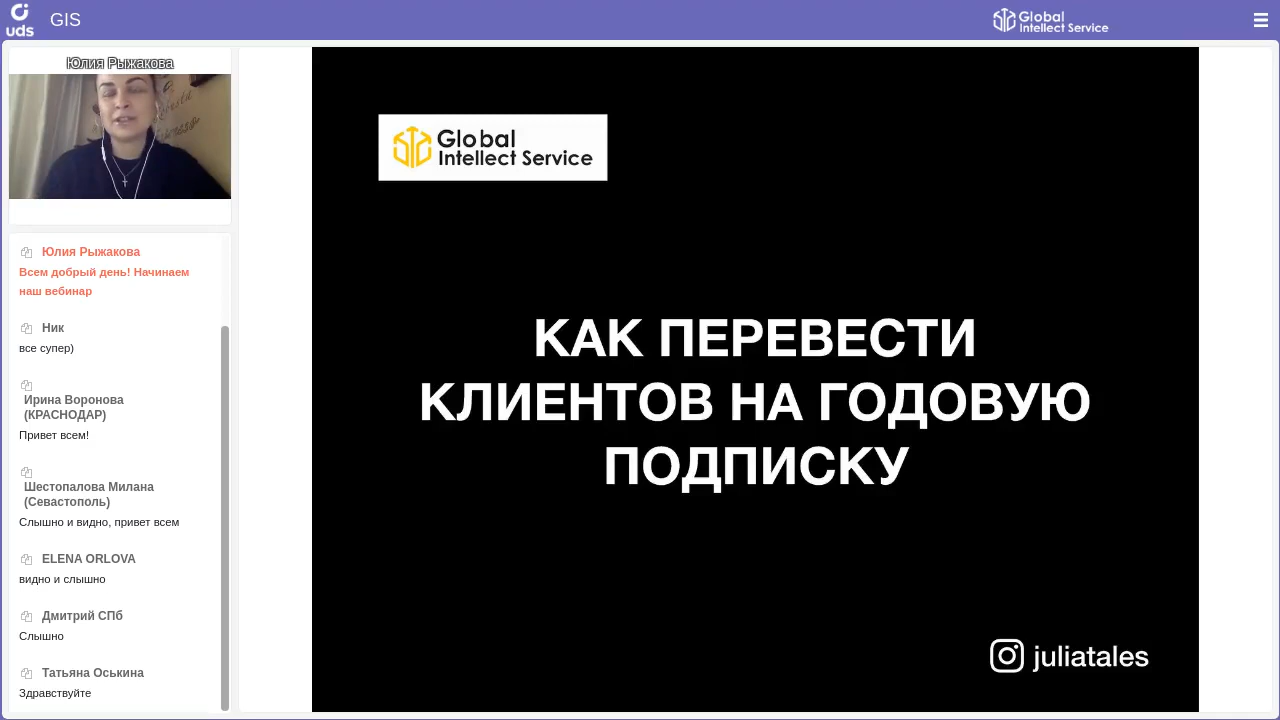 uds
GIS
Global
Intellect Service
Юлия Рыжакова
Юлия Рыжакова
Всем добрый день! Начинаем
наш вебинар
Ник
все супер)
Ирина Воронова
(КРАСНОДАР)
Привет всем!
Шестопалова Милана
(Севастополь)
Слышно и видно, привет всем
ELENA ORLOVA
видно и слышно
Дмитрий СПб
Слышно
Татьяна Оськина
Здравствуйте
Global
Intellect Service
КАК ПЕРЕВЕСТИ
КЛИЕНТОВ НА ГОДОВУЮ
ПОДПИСКУ
juliatales